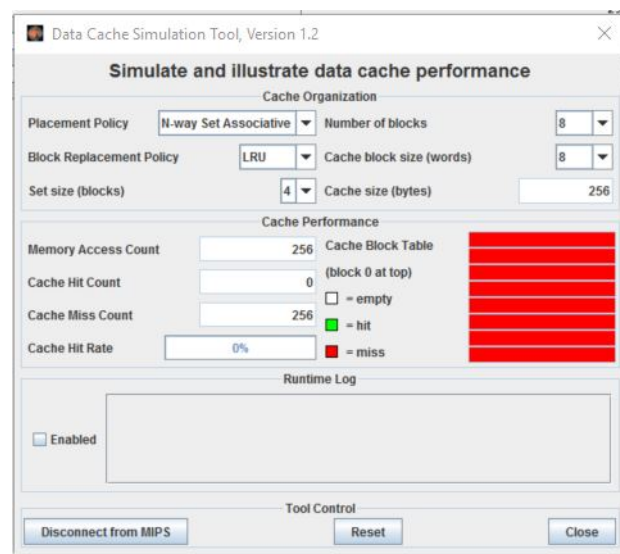 Data Cache Simulation Tool, Version 1.2
Simulate and illustrate data cache performance
Cache Organization
Placement Policy N-way Set Associative Number of blocks 8
Block Replacement Policy LRU Cache block size (words) 8
Set size (blocks) 4 Cache size (bytes) 256
Cache Performance
Memory Access Count 256 Cache Block Table
(block 0 at top)
Cache Hit Count 0
= empty
Cache Miss Count 256
= hit
Cache Hit Rate 0% = miss
Runtime Log
Enabled
Tool Control
Disconnect from MIPS Reset Close